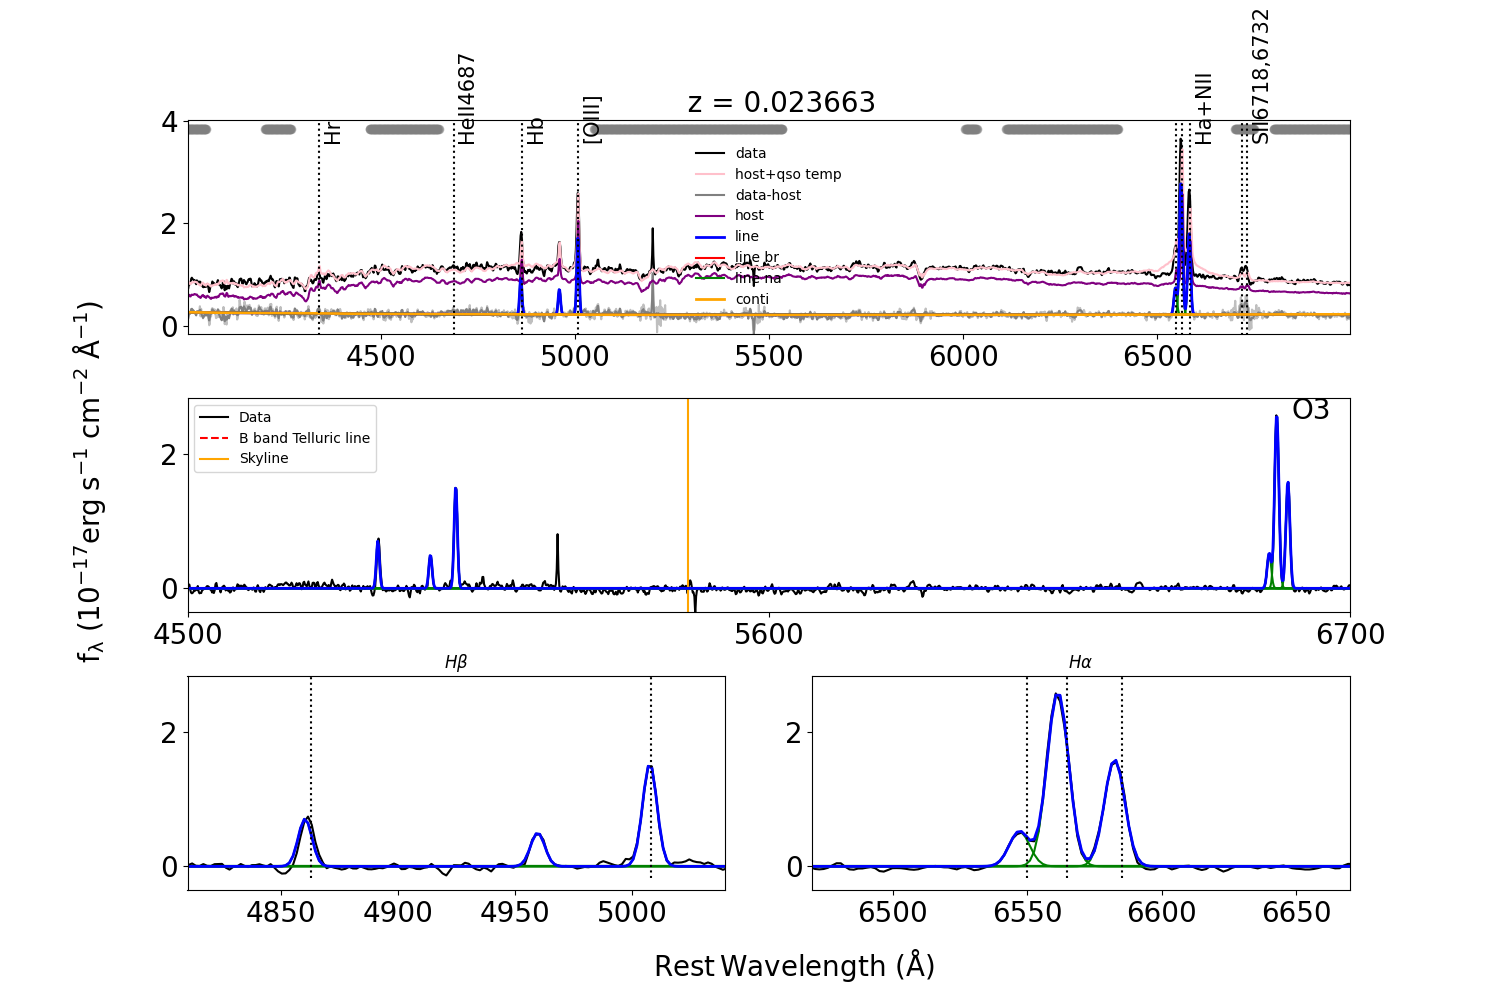 z = 0.023663
Hr
HeII4687
Hb
[OIII]
Ha+NII
SII6718,6732
4
2
0
data
host+qso temp
data-host
host
line
line br
line na
conti
4500
5000
5500
6000
6500
fλ (10−17erg s−1 cm−2 Å−1)
Data
B band Telluric line
Skyline
O3
2
0
4500
5600
6700
Hβ
2
0
4850
4900
4950
5000
Hα
2
0
6500
6550
6600
6650
Rest Wavelength (Å)